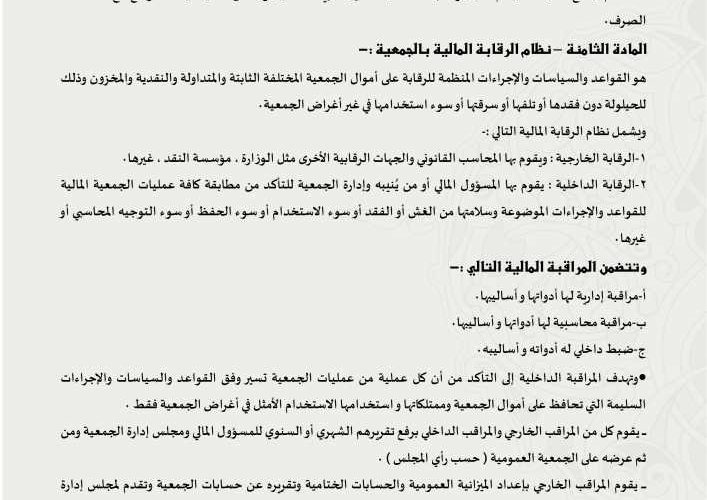 الصرف.
المادة الثامنة – نظام الرقابة المالية بالجمعية :–
هو القواعد والسياسات والإجراءات المنظمة للرقابة على أموال الجمعية المختلفة الثابتة والمتداولة والنقدية والمخزون وذلك
للحيلولة دون فقدها أو تلفها أو سرقتها أو سوء استخدامها في غير أغراض الجمعية.
ويشمل نظام الرقابة المالية التالي :-
١-الرقابة الخارجية : ويقوم بها المحاسب القانوني والجهات الرقابية الأخرى مثل الوزارة ، مؤسسة النقد ، غيرها.
٢-الرقابة الداخلية : يقوم بها المسؤول المالي أو من يُنيبه وإدارة الجمعية للتأكد من مطابقة كافة عمليات الجمعية المالية
للقواعد والإجراءات الموضوعة وسلامتها من الغش أو الفقد أو سوء الاستخدام أو سوء الحفظ أو سوء التوجيه المحاسبي أو
غيرها.
وتتضمن المراقبة المالية التالي :–
أ-مراقبة إدارية لها أدواتها و أساليبها.
ب-مراقبة محاسبية لها أدواتها و أساليبها.
ج-ضبط داخلي له أدواته و أساليبه.
●وتهدف المراقبة الداخلية إلى التأكد من أن كل عملية من عمليات الجمعية تسير وفق القواعد والسياسات والإجراءات
السليمة التي تحافظ على أموال الجمعية وممتلكاتها و استخدامها الاستخدام الأمثل في أغراض الجمعية فقط .
ـ يقوم كل من المراقب الخارجي والمراقب الداخلي برفع تقريرهم الشهري أو السنوي للمسؤول المالي ومجلس إدارة الجمعية ومن
ثم عرضه على الجمعية العمومية ( حسب رأي المجلس ) .
ـ يقوم المراقب الخارجي بإعداد الميزانية العمومية والحسابات الختامية وتقريره عن حسابات الجمعية وتقدم لمجلس إدارة